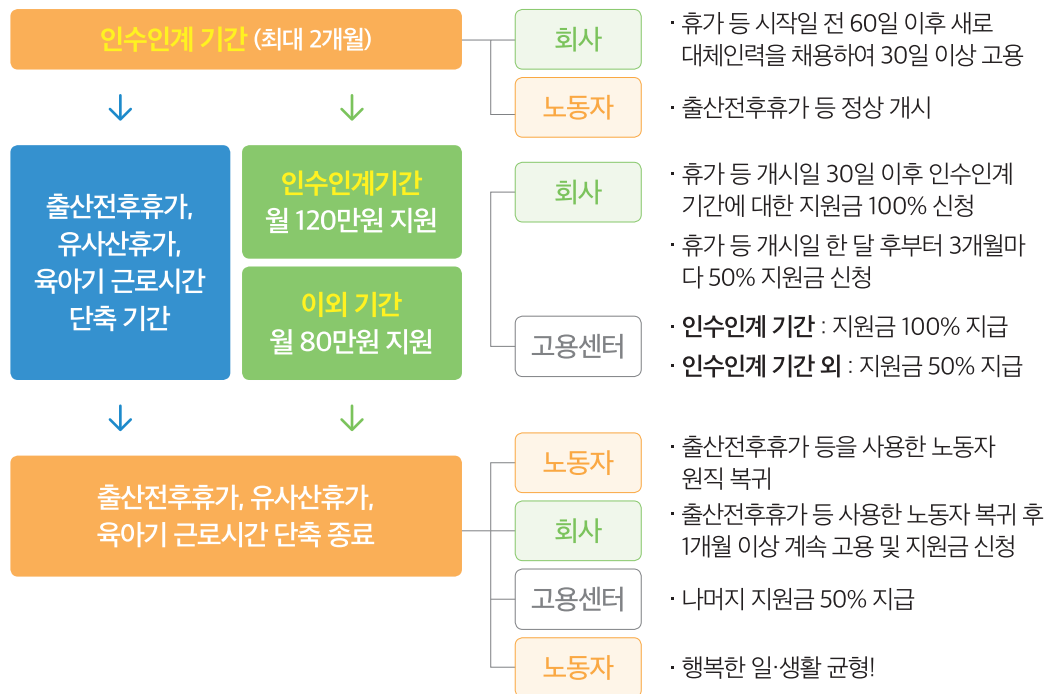 인수인계 기간 (최대 2개월)
회사
· 휴가 등 시작일 전 60일 이후 새로
대체인력을 채용하여 30일 이상 고용
노동자
· 출산전후휴가 등 정상 개시
출산전후휴가,
유사산휴가,
육아기 근로시간
단축 기간
인수인계기간
월 120만원 지원
이외 기간
월 80만원 지원
회사
· 휴가 등 개시일 30일 이후 인수인계
기간에 대한 지원금 100% 신청
· 휴가 등 개시일 한 달 후부터 3개월마
다 50% 지원금 신청
고용센터
· 인수인계 기간 : 지원금 100% 지급
· 인수인계 기간 외 : 지원금 50% 지급
출산전후휴가, 유사산휴가,
육아기 근로시간 단축 종료
노동자
· 출산전후휴가 등을 사용한 노동자
원직 복귀
회사
· 출산전후휴가 등 사용한 노동자 복귀 후
1개월 이상 계속 고용 및 지원금 신청
고용센터
· 나머지 지원금 50% 지급
노동자
· 행복한 일·생활 균형!